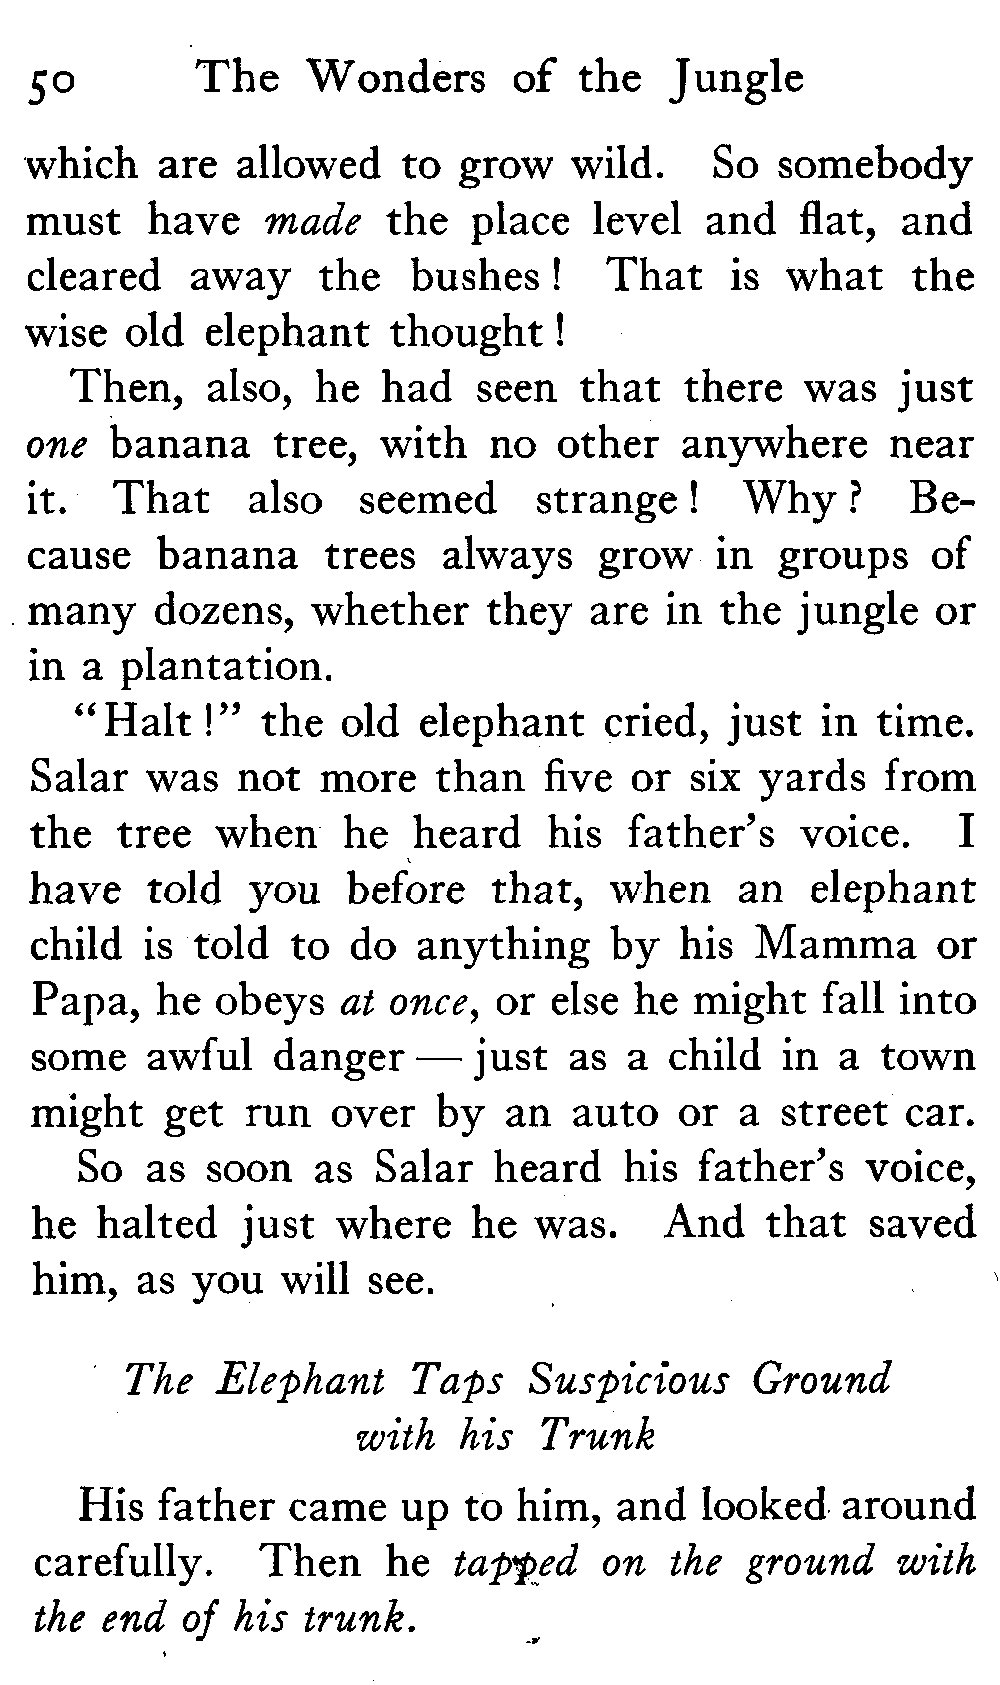 50 The Wonders of the Jungle
which are allowed to grow wild. So somebody
must have made the place level and flat, and
cleared away the bushes! That is what the
wise old elephant thought!
Then, also, he had seen that there was just
one banana tree, with no other anywhere near
it. That also seemed strange! Why? Be-
cause banana trees always grow in groups of
many dozens, whether they are in the jungle or
in a plantation.
"Halt!" the old elephant cried, just in time.
Salar was not more than five or six yards from
the tree when he heard his father's voice. I
have told you before that, when an elephant
child is told to do anything by his Mamma or
Papa, he obeys at once, or else he might fall into
some awful danger — just as a child in a town
might get run over by an auto or a street car.
So as soon as Salar heard his father's voice,
he halted just where he was. And that saved
him, as you will see.
The Elephant Taps Suspicious Ground
with his Trunk
His father came up to him, and looked around
carefully. Then he tapped on the ground with
the end of his trunk.